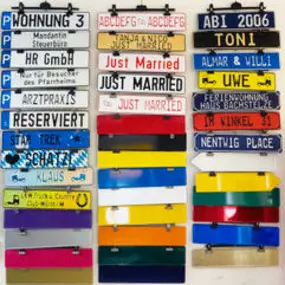 P WOHNUNG 3
Mandantin
Steuerbüro
P HR GmbH
P Nur für Besucher
des Pfarrheims
P ARZTPRAXIS
RESERVIERT
STAR TREK
SCHATZI
KLAUS
Club-Würm/W
ABCDEFG ABCDEFG
TANJA & NICO
JUST MARRIED
Just Married
JUST MARRIED
JUST MARRIED
ABI 2006
TONI
ALMAR & WILLI
UWE
FERIENWOHNUNG
HAUS BACHSTELZE
IM WINKEL 31
NENTWIG PLACE